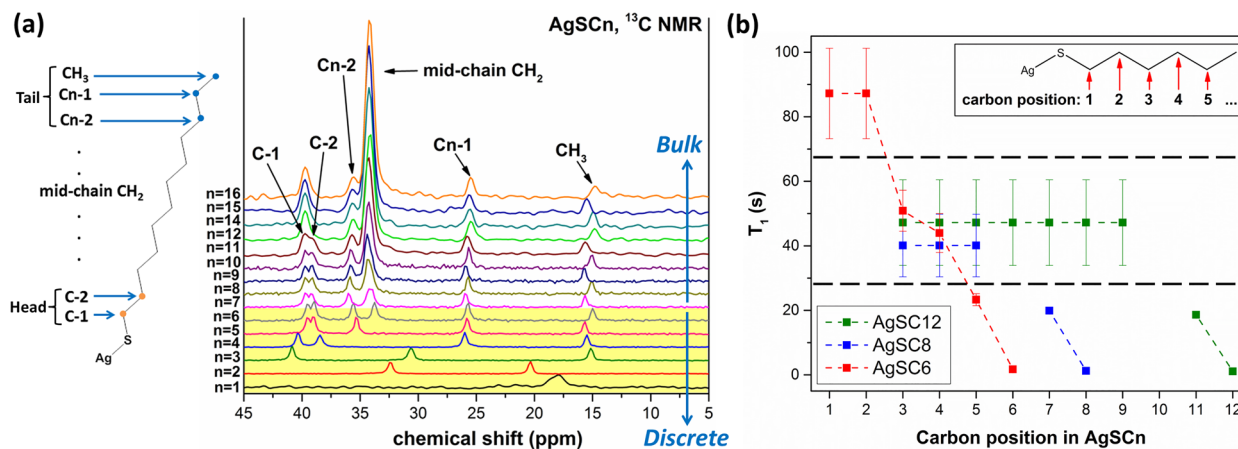 (a)
CH3
Tail
Cn-1
Cn-2
mid-chain CH2
Head
C-2
C-1
S
Ag
AgSCn, 13C NMR
Cn-2
mid-chain CH2
C-1
C-2
Cn-1
CH3
Bulk
n=16
n=15
n=14
n=12
n=11
n=10
n=9
n=8
n=7
n=6
n=5
n=4
n=3
n=2
n=1
45 40 35 30 25 20 15 10 5
chemical shift (ppm)
Discrete
(b)
T1 (s)
100
80
60
40
20
0
S
Ag
carbon position: 1 2 3 4 5 ...
AgSC12
AgSC8
AgSC6
1 2 3 4 5 6 7 8 9 10 11 12
Carbon position in AgSCn